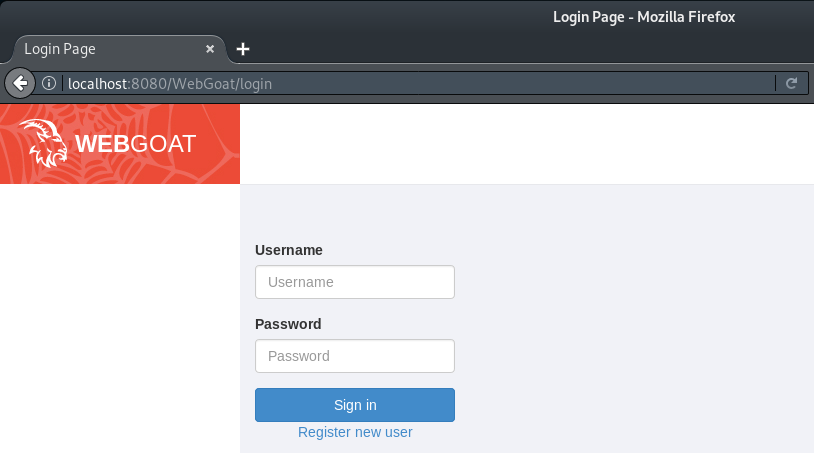 Login Page - Mozilla Firefox
Login Page
localhost:8080/WebGoat/login
WEBGOAT
Username
Username
Password
Password
Sign in
Register new user